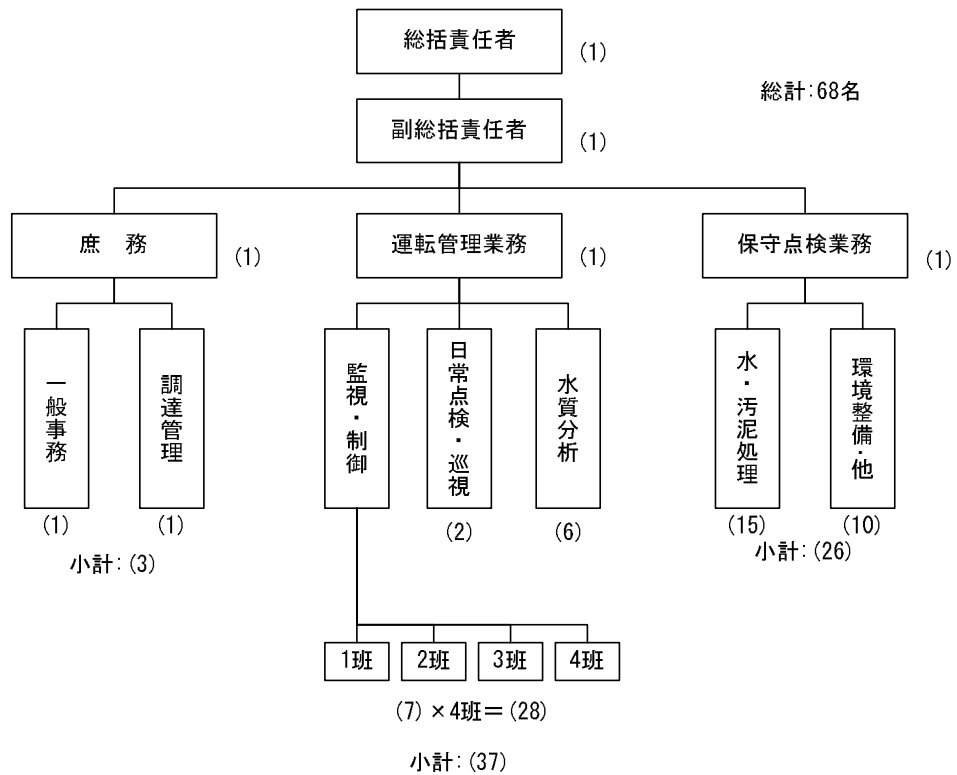 総括責任者
(1)
総計:68名
副総括責任者
(1)
庶　務
(1)
運転管理業務
(1)
保守点検業務
(1)
一般事務
調達管理
監視・制御
日常点検・巡視
水質分析
水・汚泥処理
環境整備・他
(1)
(1)
(2)
(6)
(15)
(10)
小計:(3)
小計:(26)
1班
2班
3班
4班
(7)×4班＝(28)
小計:(37)